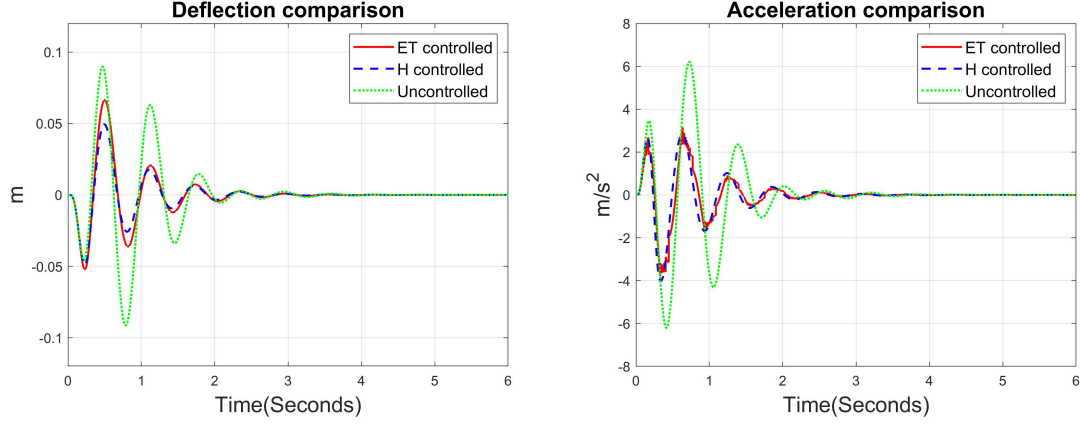 Deflection comparison
ET controlled
H controlled
Uncontrolled
0.1
0.05
0
-0.05
-0.1
m
0 1 2 3 4 5 6
Time(Seconds)
Acceleration comparison
ET controlled
H controlled
Uncontrolled
8
6
4
2
0
-2
-4
-6
-8
m/s²
0 1 2 3 4 5 6
Time(Seconds)